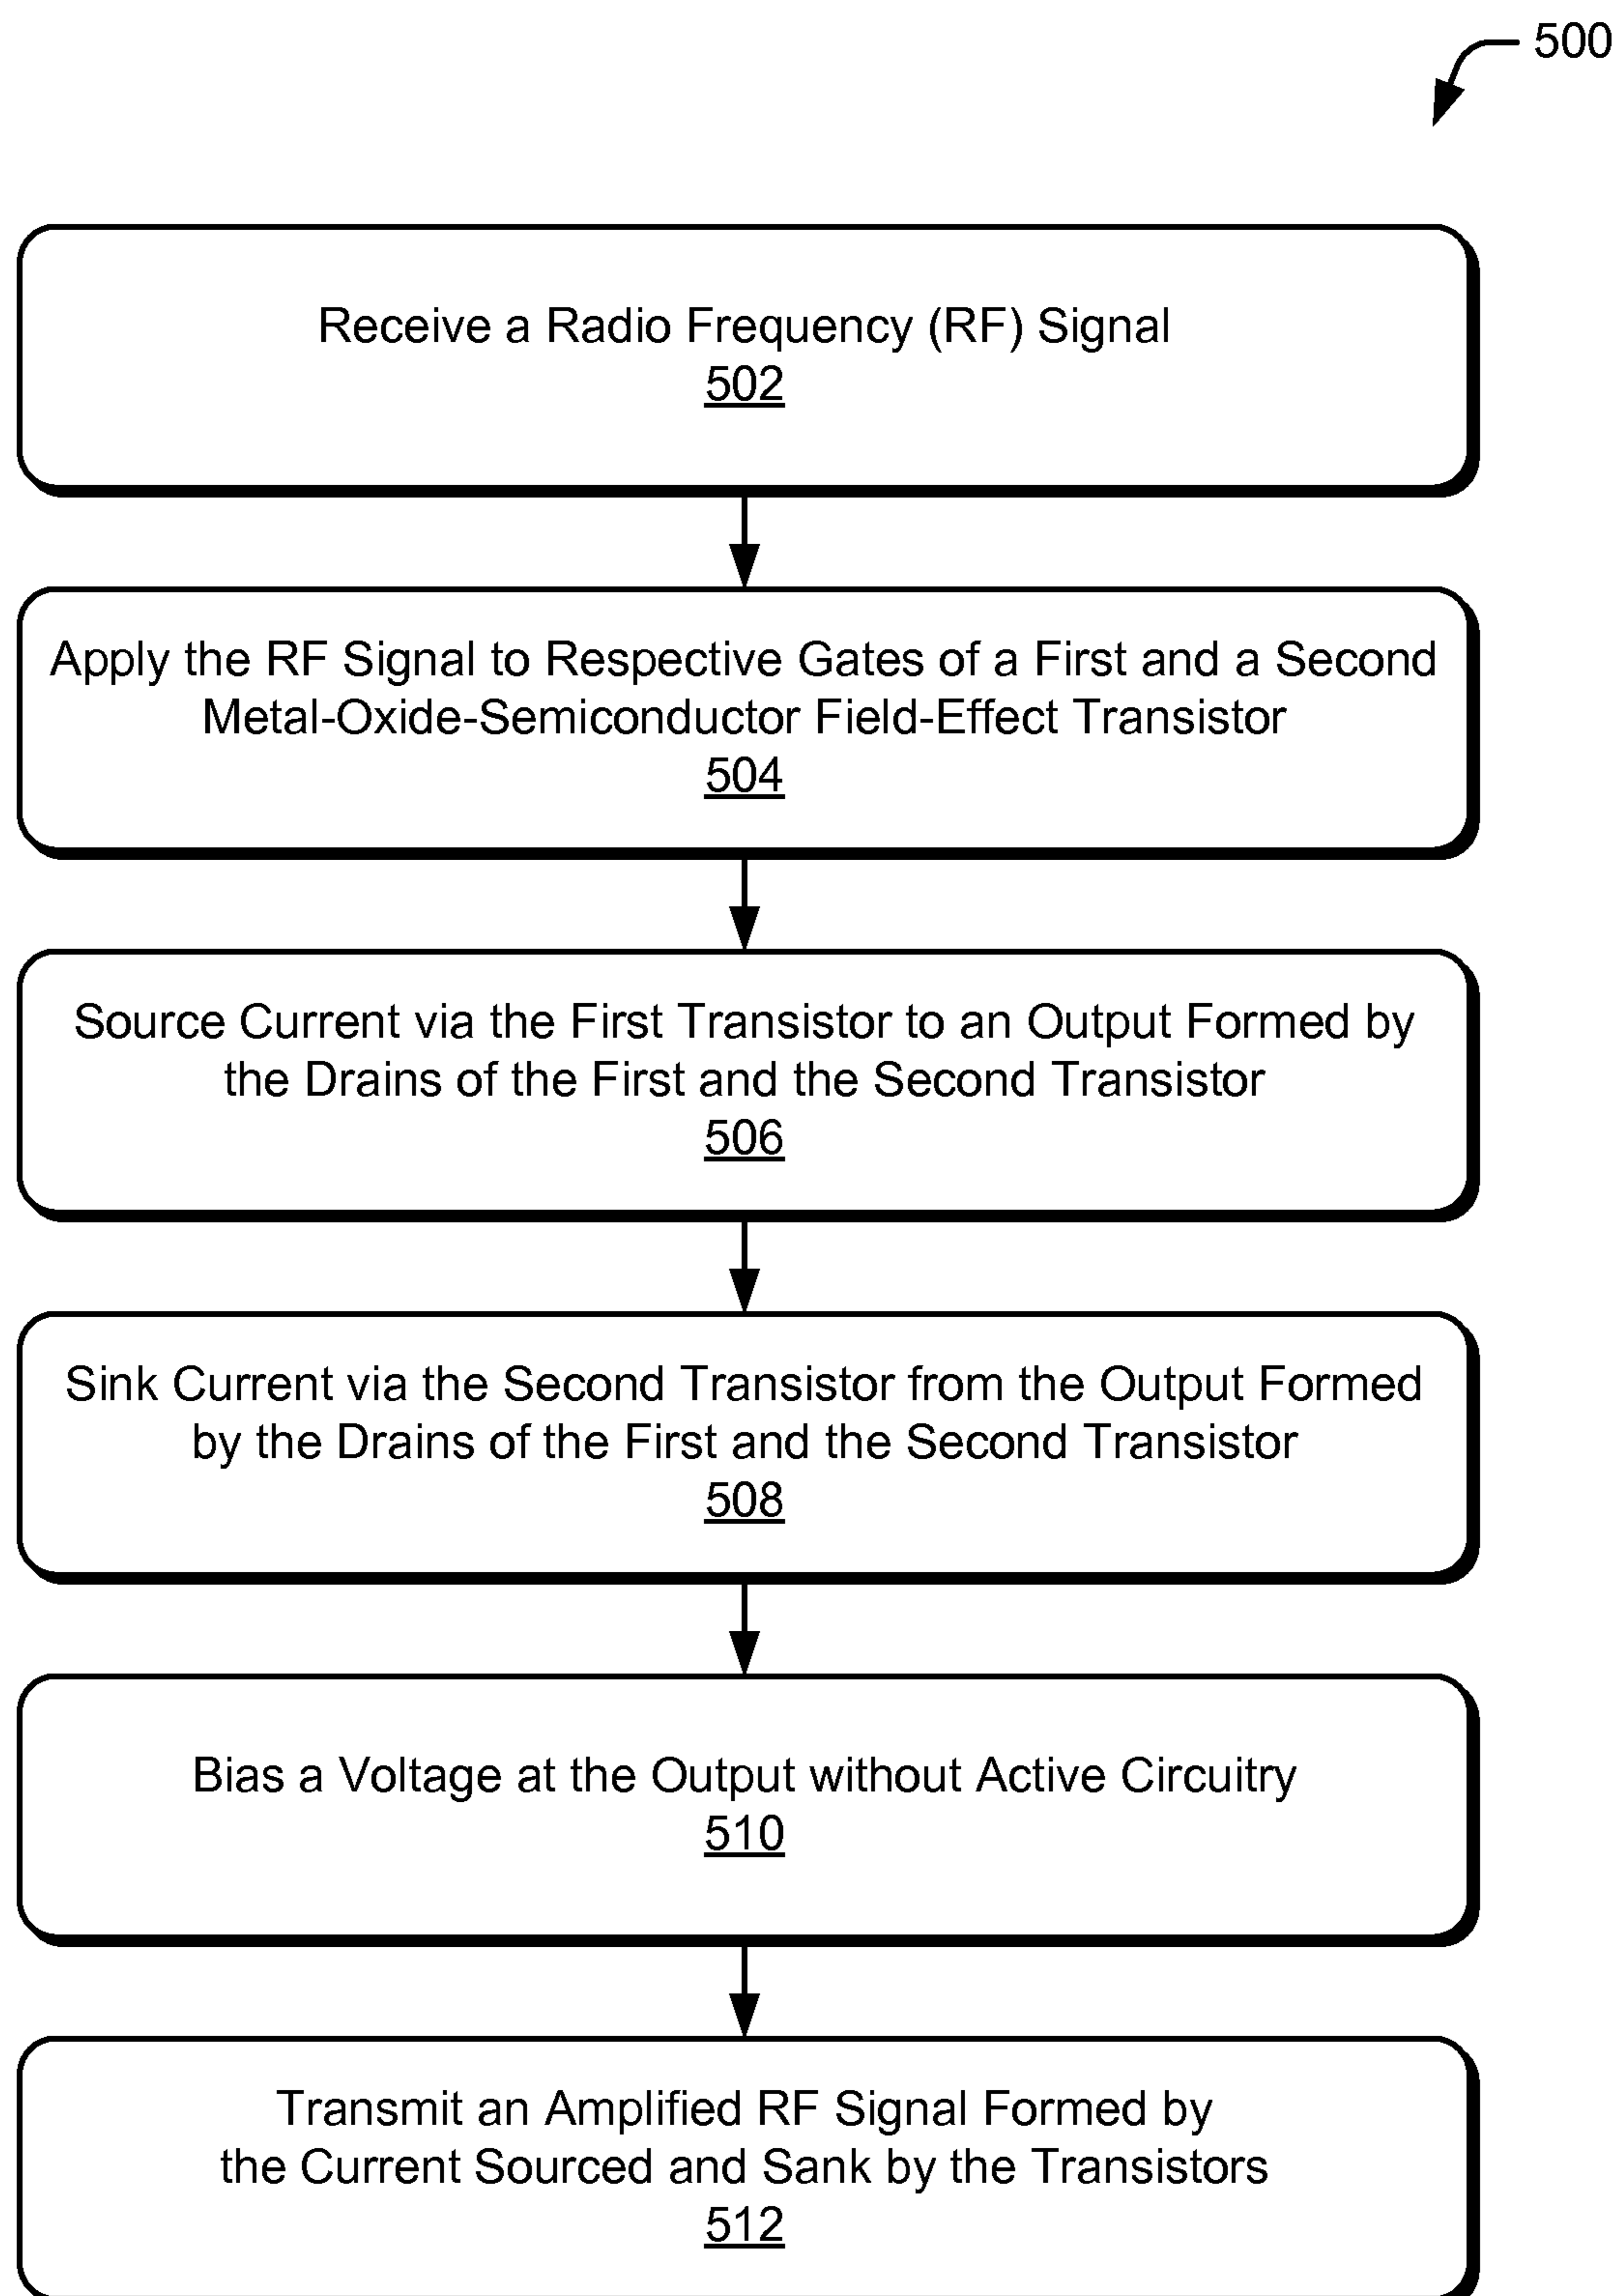 500
Receive a Radio Frequency (RF) Signal
502
Apply the RF Signal to Respective Gates of a First and a Second
Metal-Oxide-Semiconductor Field-Effect Transistor
504
Source Current via the First Transistor to an Output Formed by
the Drains of the First and the Second Transistor
506
Sink Current via the Second Transistor from the Output Formed
by the Drains of the First and the Second Transistor
508
Bias a Voltage at the Output without Active Circuitry
510
Transmit an Amplified RF Signal Formed by
the Current Sourced and Sank by the Transistors
512